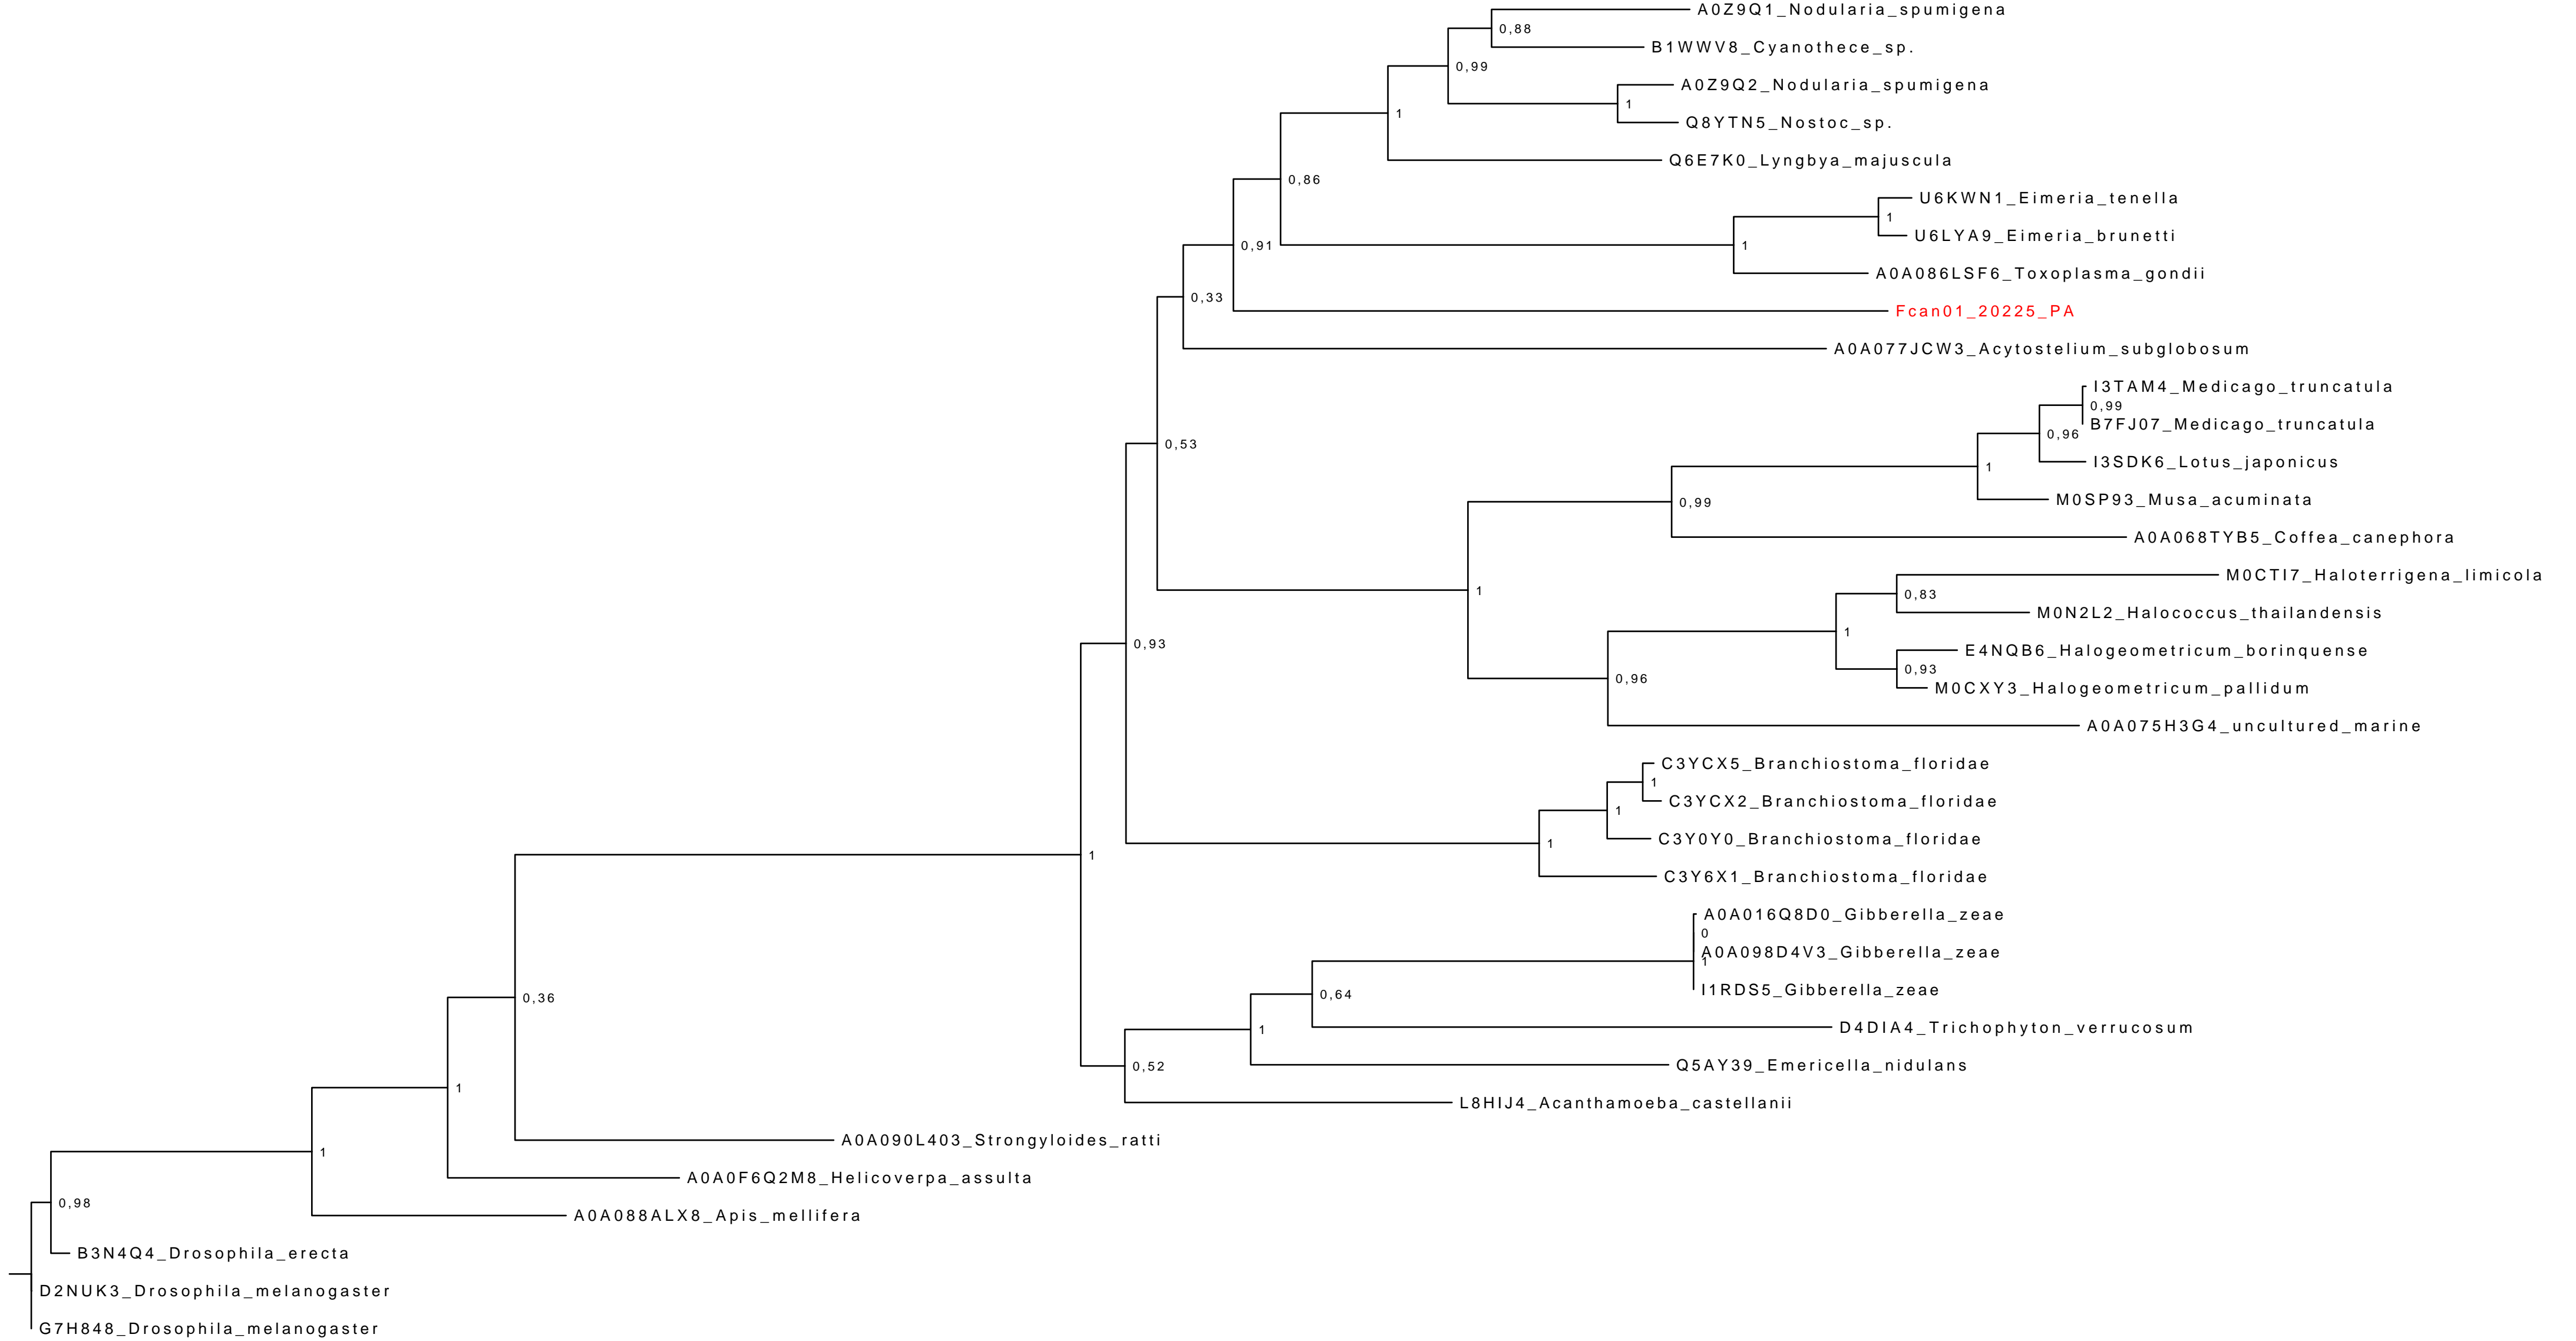 A0Z9Q1_Nodularia_spumigena
0,88
B1WWV8_Cyanothece_sp.
0,99
A0Z9Q2_Nodularia_spumigena
1
Q8YTN5_Nostoc_sp.
1
Q6E7K0_Lyngbya_majuscula
0,86
U6KWN1_Eimeria_tenella
1
U6LYA9_Eimeria_brunetti
0,91
1
A0A086LSF6_Toxoplasma_gondii
0,33
Fcan01_20225_PA
A0A077JCW3_Acytostelium_subglobosum
I3TAM4_Medicago_truncatula
0,99
B7FJ07_Medicago_truncatula
0,96
0,53
I3SDK6_Lotus_japonicus
1
M0SP93_Musa_acuminata
0,99
A0A068TYB5_Coffea_canephora
M0CTI7_Haloterrigena_limicola
1
0,83
M0N2L2_Halococcus_thailandensis
1
0,93
E4NQB6_Halogeometricum_borinquense
0,93
0,96
M0CXY3_Halogeometricum_pallidum
A0A075H3G4_uncultured_marine
C3YCX5_Branchiostoma_floridae
1
C3YCX2_Branchiostoma_floridae
1
C3Y0Y0_Branchiostoma_floridae
1
1
C3Y6X1_Branchiostoma_floridae
A0A016Q8D0_Gibberella_zeae
0
A0A098D4V3_Gibberella_zeae
1
I1RDS5_Gibberella_zeae
0,64
0,36
D4DIA4_Trichophyton_verrucosum
1
Q5AY39_Emericella_nidulans
0,52
1
L8HIJ4_Acanthamoeba_castellanii
A0A090L403_Strongyloides_ratti
1
A0A0F6Q2M8_Helicoverpa_assulta
0,98
A0A088ALX8_Apis_mellifera
B3N4Q4_Drosophila_erecta
D2NUK3_Drosophila_melanogaster
G7H848_Drosophila_melanogaster